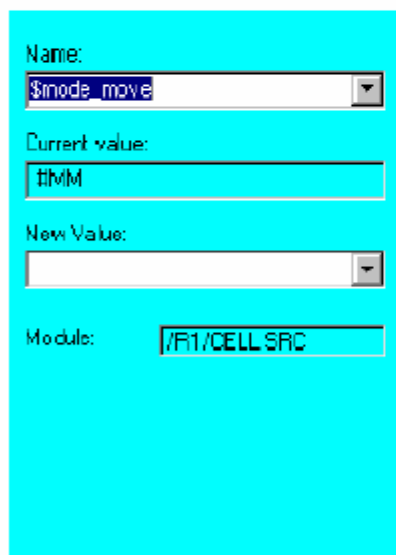 Name:
$mode_move
Current value:
#MM
New Value:
Module:
/R1/CELL.SRC